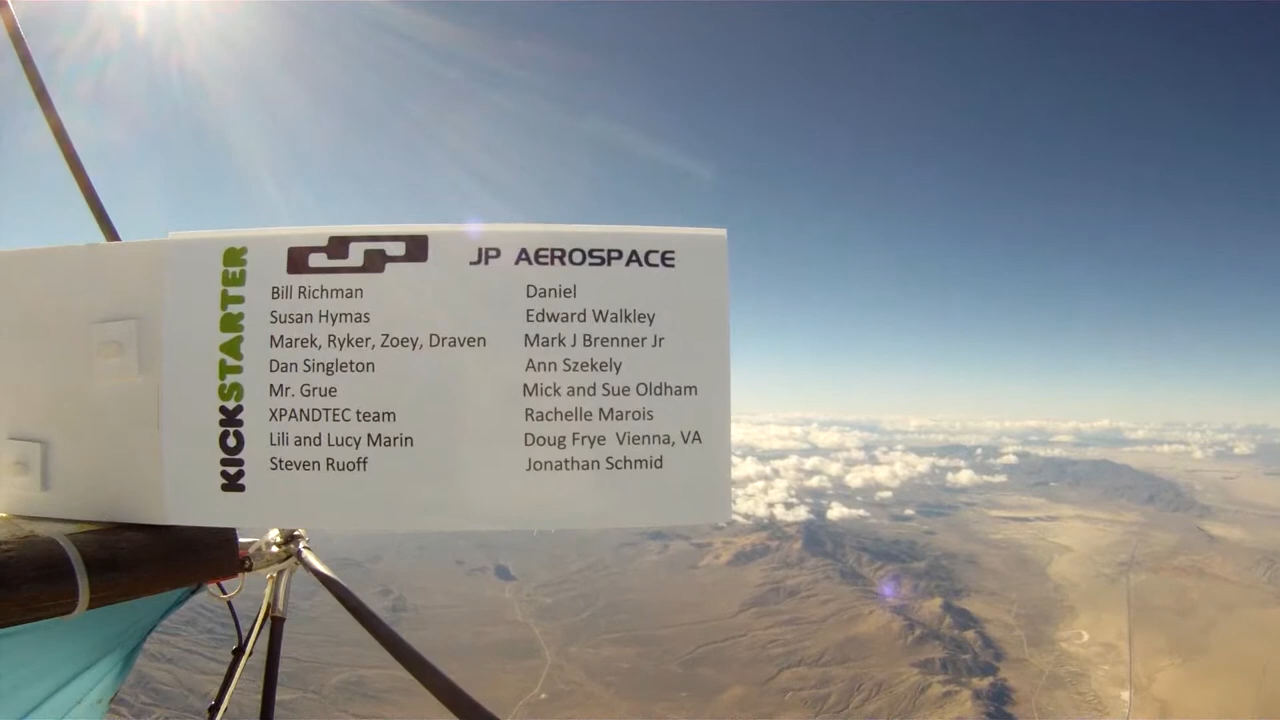 KICKSTARTER
JP AEROSPACE
Bill Richman
Susan Hymas
Marek, Ryker, Zoey, Draven
Dan Singleton
Mr. Grue
XPANDTEC team
Lili and Lucy Marin
Steven Ruoff
Daniel
Edward Walkley
Mark J Brenner Jr
Ann Szekely
Mick and Sue Oldham
Rachelle Marois
Doug Frye  Vienna, VA
Jonathan Schmid